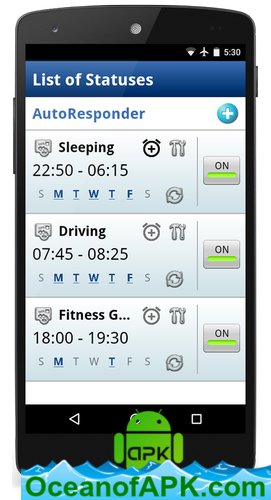 5:30
List of Statuses
AutoResponder
Sleeping
22:50 - 06:15
S M T W T F S
ON
Driving
07:45 - 08:25
S M T W T F S
ON
Fitness G...
18:00 - 19:30
S M T W T F S
ON
APK
OceanofAPK.com